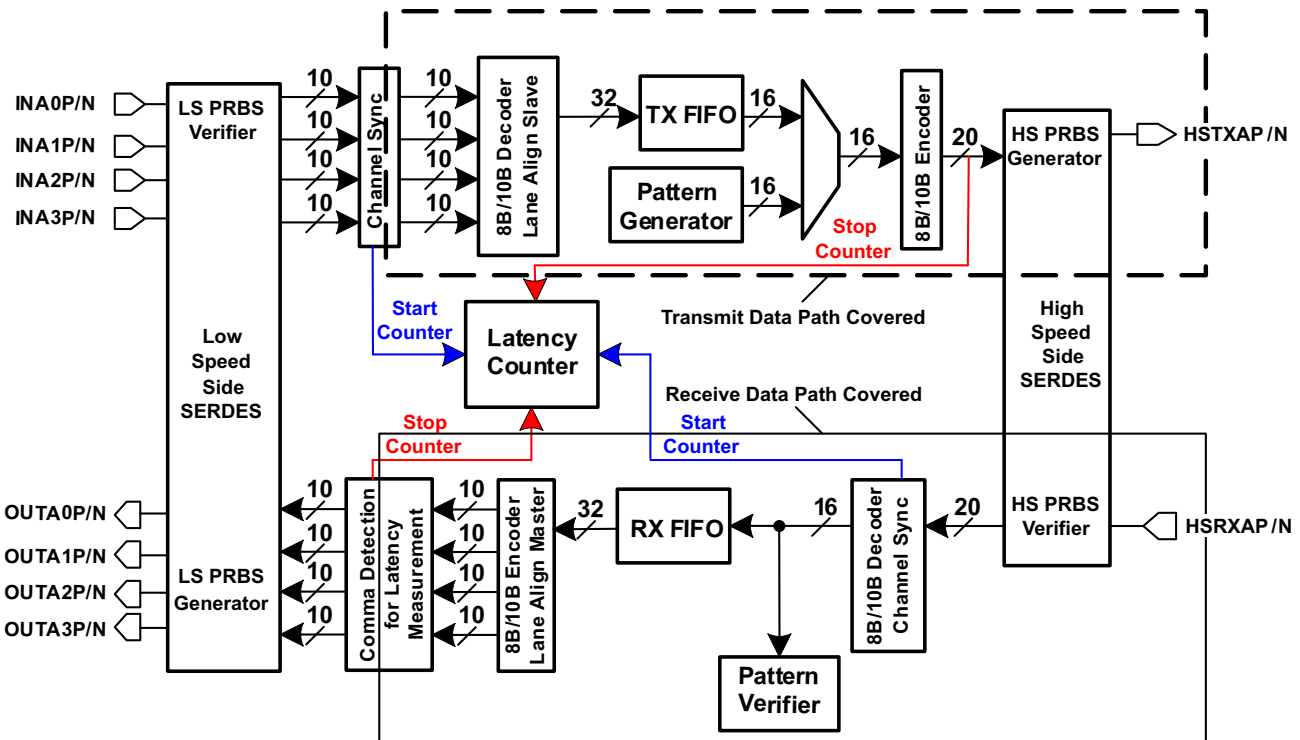 INA0P/N
INA1P/N
INA2P/N
INA3P/N
LS PRBS
Verifier
Low
Speed
Side
SERDES
LS PRBS
Generator
10
10
10
10
Channel Sync
10
10
10
10
8B/10B Decoder
Lane Align Slave
32
TX FIFO
16
Pattern
Generator
16
16
8B/10B Encoder
20
HS PRBS
Generator
HSTXAP/N
Stop
Counter
Start
Counter
Latency
Counter
Transmit Data Path Covered
High
Speed
Side
SERDES
Receive Data Path Covered
Stop
Counter
Start
Counter
OUTA0P/N
OUTA1P/N
OUTA2P/N
OUTA3P/N
10
10
10
10
Comma Detection
for Latency
Measurement
10
10
10
10
8B/10B Encoder
Lane Align Master
32
RX FIFO
16
8B/10B Decoder
Channel Sync
20
HS PRBS
Verifier
HSRXAP/N
Pattern
Verifier